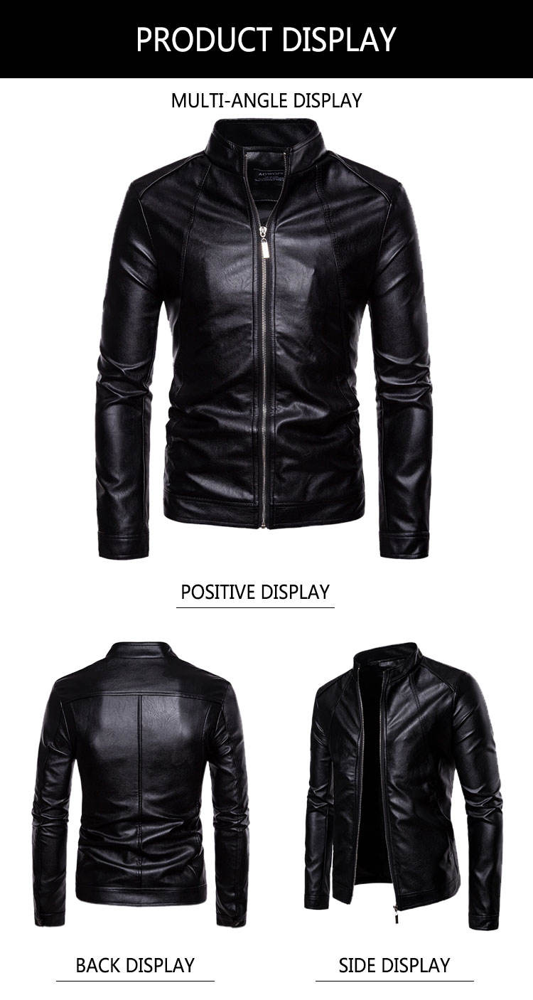 PRODUCT DISPLAY
MULTI-ANGLE DISPLAY
POSITIVE DISPLAY
BACK DISPLAY
SIDE DISPLAY